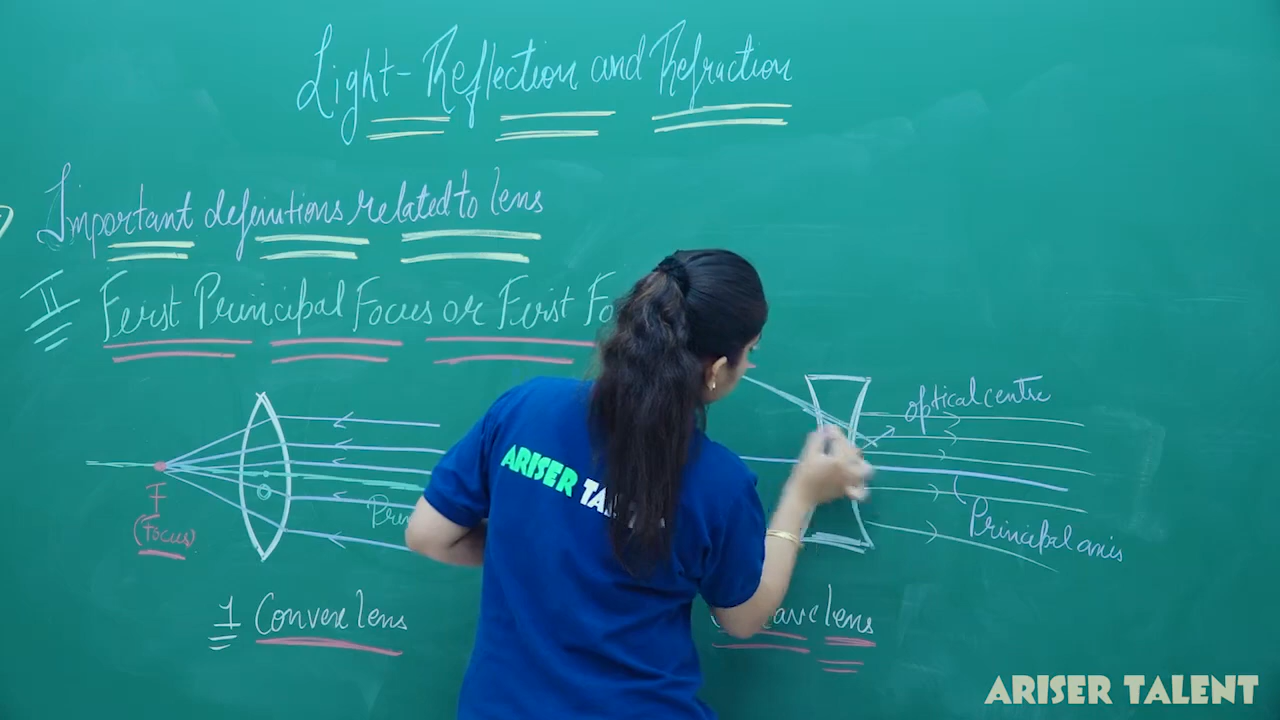 Light-Reflection and Refraction
Important definitions related to lens
II First Principal Focus or First Fo
optical centre
F
(Focus)
O
Principal axis
1 Convex lens
lens
ARISER TA
ARISER TALENT